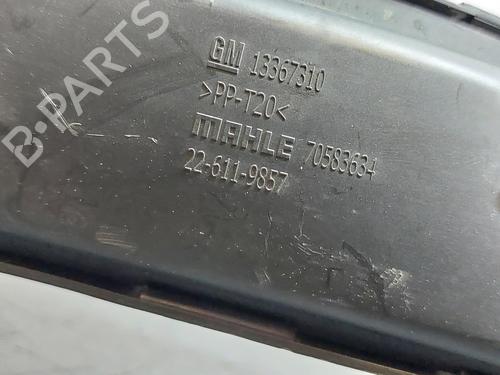 B-PARTS
GM 13367310
>PP-T20<
MAHLE 70583634
22-611-9857